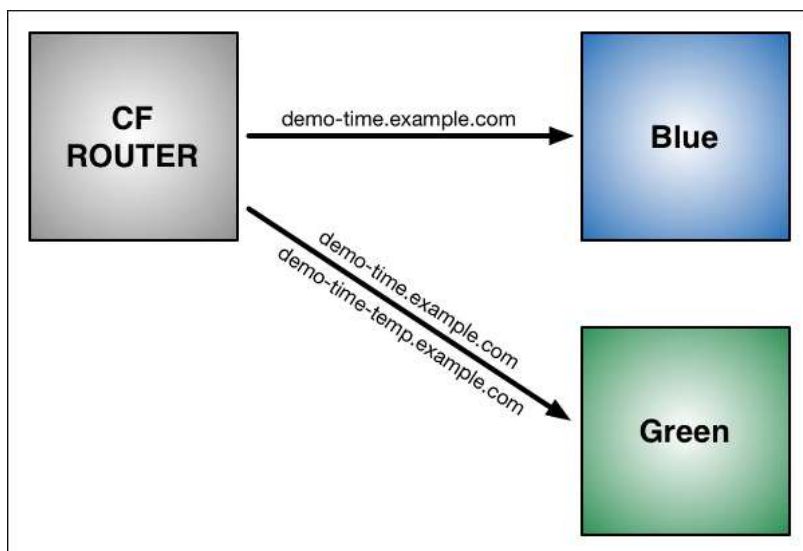 CF
ROUTER
demo-time.example.com
Blue
demo-time.example.com
demo-time-temp.example.com
Green